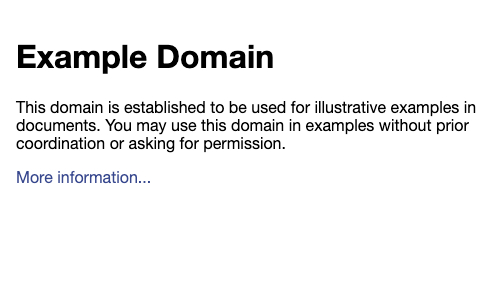 Example Domain
This domain is established to be used for illustrative examples in
documents. You may use this domain in examples without prior
coordination or asking for permission.
More information...